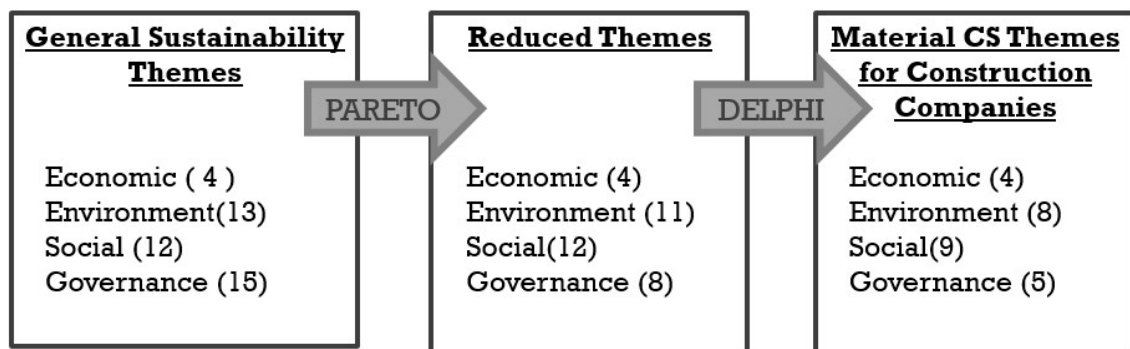 General Sustainability
Themes
Economic ( 4 )
Environment(13)
Social (12)
Governance (15)
PARETO
Reduced Themes
Economic (4)
Environment (11)
Social(12)
Governance (8)
DELPHI
Material CS Themes
for Construction
Companies
Economic (4)
Environment (8)
Social(9)
Governance (5)